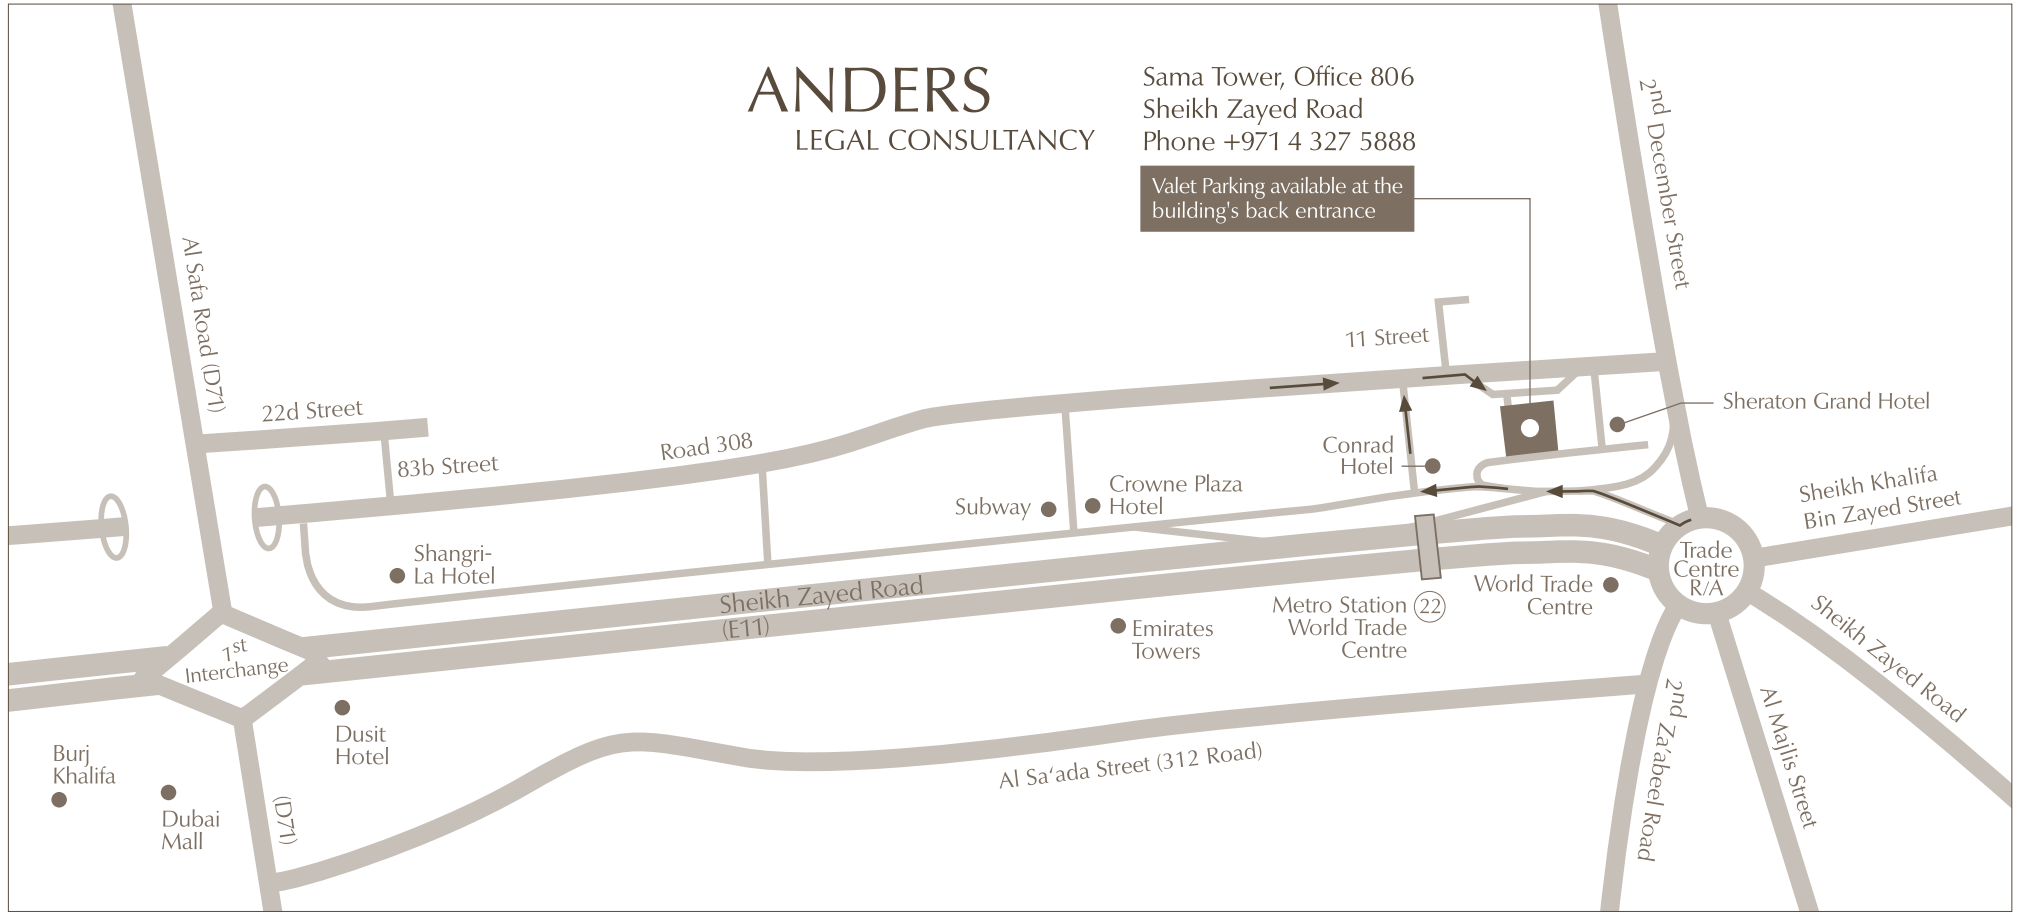 ANDERS
LEGAL CONSULTANCY
Sama Tower, Office 806
Sheikh Zayed Road
Phone +971 4 327 5888
Valet Parking available at the
building's back entrance
2nd December Street
Al Safa Road (D71)
11 Street
22d Street
83b Street
Road 308
Sheraton Grand Hotel
Conrad
Hotel
Crowne Plaza
Hotel
Subway
Sheikh Khalifa
Bin Zayed Street
Shangri-
La Hotel
Trade
Centre
R/A
Sheikh Zayed Road
(E11)
World Trade
Centre
Metro Station 22
World Trade
Centre
Emirates
Towers
1st
Interchange
Sheikh Zayed Road
2nd Za‘abeel Road
Al Majlis Street
Dusit
Hotel
Burj
Khalifa
Dubai
Mall
(D71)
Al Sa‘ada Street (312 Road)